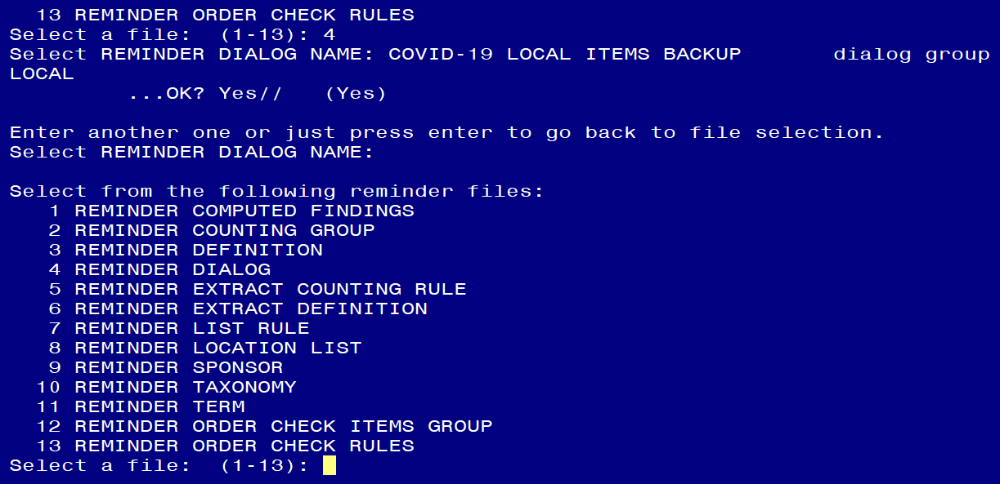 13 REMINDER ORDER CHECK RULES
Select a file:  (1-13): 4
Select REMINDER DIALOG NAME: COVID-19 LOCAL ITEMS BACKUP       dialog group
LOCAL
         ...OK? Yes//   (Yes)
Enter another one or just press enter to go back to file selection.
Select REMINDER DIALOG NAME:
Select from the following reminder files:
   1 REMINDER COMPUTED FINDINGS
   2 REMINDER COUNTING GROUP
   3 REMINDER DEFINITION
   4 REMINDER DIALOG
   5 REMINDER EXTRACT COUNTING RULE
   6 REMINDER EXTRACT DEFINITION
   7 REMINDER LIST RULE
   8 REMINDER LOCATION LIST
   9 REMINDER SPONSOR
  10 REMINDER TAXONOMY
  11 REMINDER TERM
  12 REMINDER ORDER CHECK ITEMS GROUP
  13 REMINDER ORDER CHECK RULES
Select a file:  (1-13):